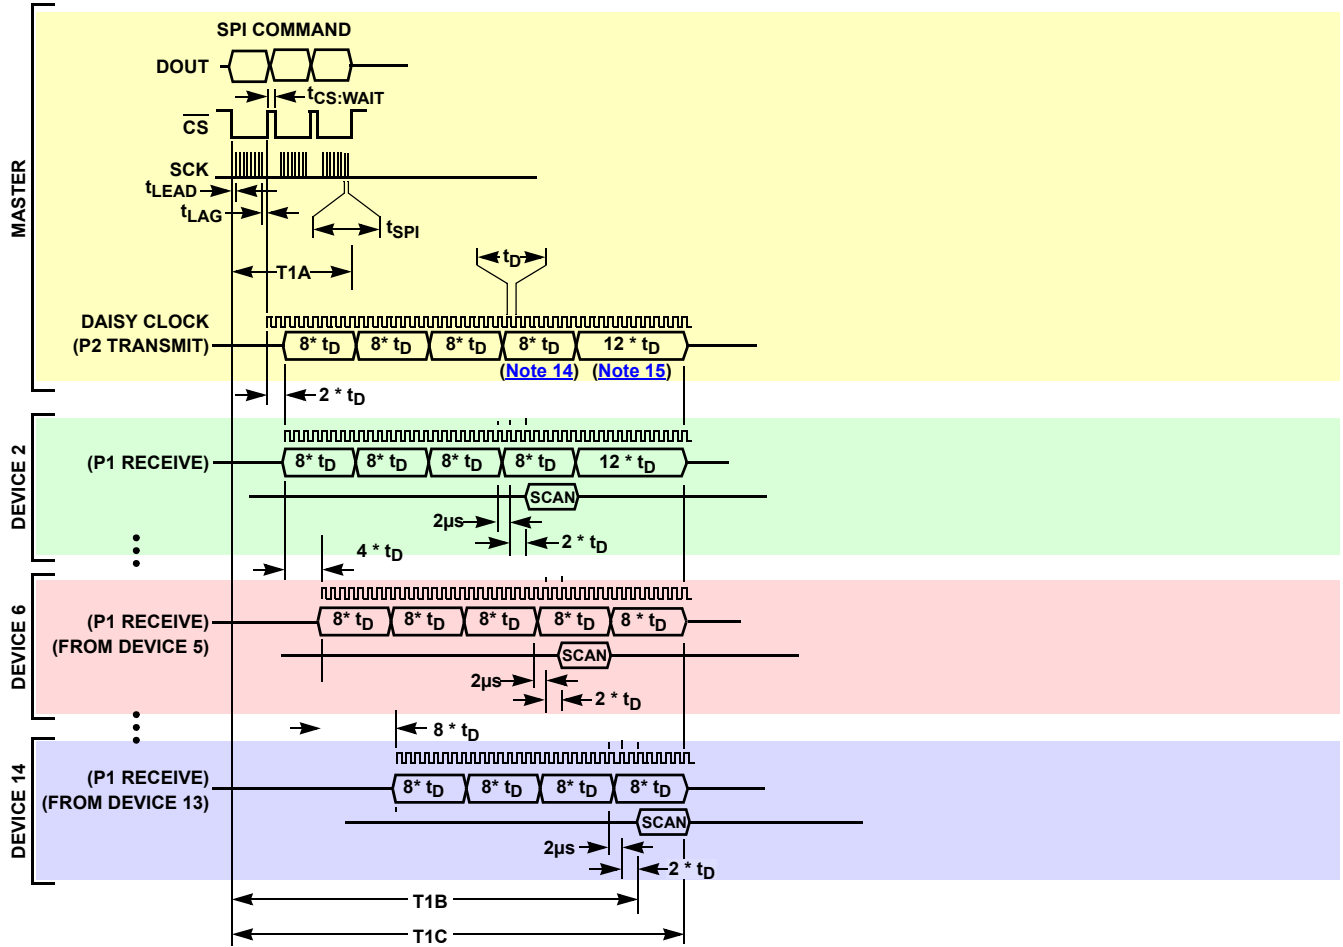 SPI COMMAND
DOUT
tCS:WAIT
CS
SCK
tLEAD
tLAG
tSPI
T1A
tD
MASTER
DAISY CLOCK
(P2 TRANSMIT)
8* tD 8* tD 8* tD 8* tD 12 * tD
(Note 14) (Note 15)
2 * tD
DEVICE 2
(P1 RECEIVE)
8* tD 8* tD 8* tD 8* tD 12 * tD
SCAN
2µs
2 * tD
4 * tD
DEVICE 6
(P1 RECEIVE)
(FROM DEVICE 5)
8* tD 8* tD 8* tD 8* tD 8 * tD
SCAN
2µs
2 * tD
8 * tD
DEVICE 14
(P1 RECEIVE)
(FROM DEVICE 13)
8* tD 8* tD 8* tD 8* tD
SCAN
2µs
2 * tD
T1B
T1C